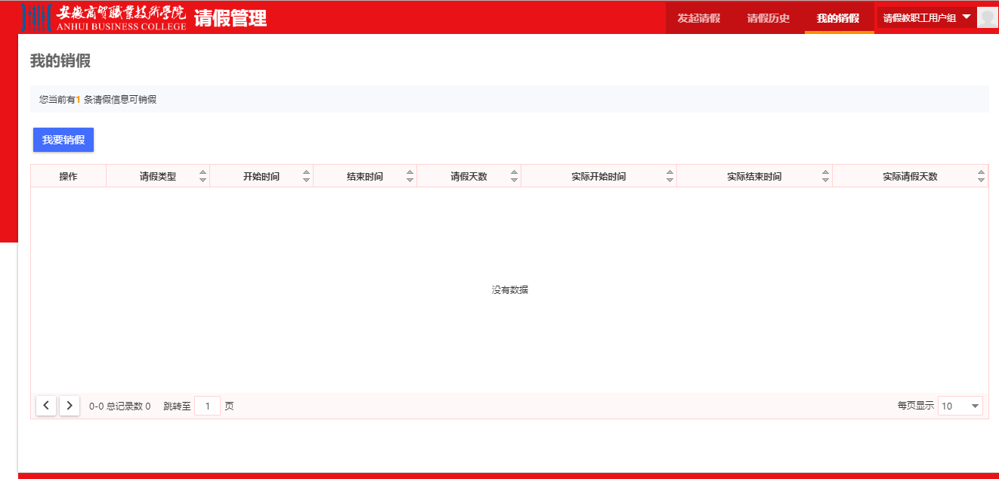 安徽商贸職業技術學院
ANHUI BUSINESS COLLEGE
请假管理
发起请假 请假历史 我的销假 请假教职工用户组
我的销假
您当前有1 条请假信息可销假
我要销假
操作 请假类型 开始时间 结束时间 请假天数 实际开始时间 实际结束时间 实际请假天数
没有数据
0-0 总记录数 0 跳转至 1 页 每页显示 10